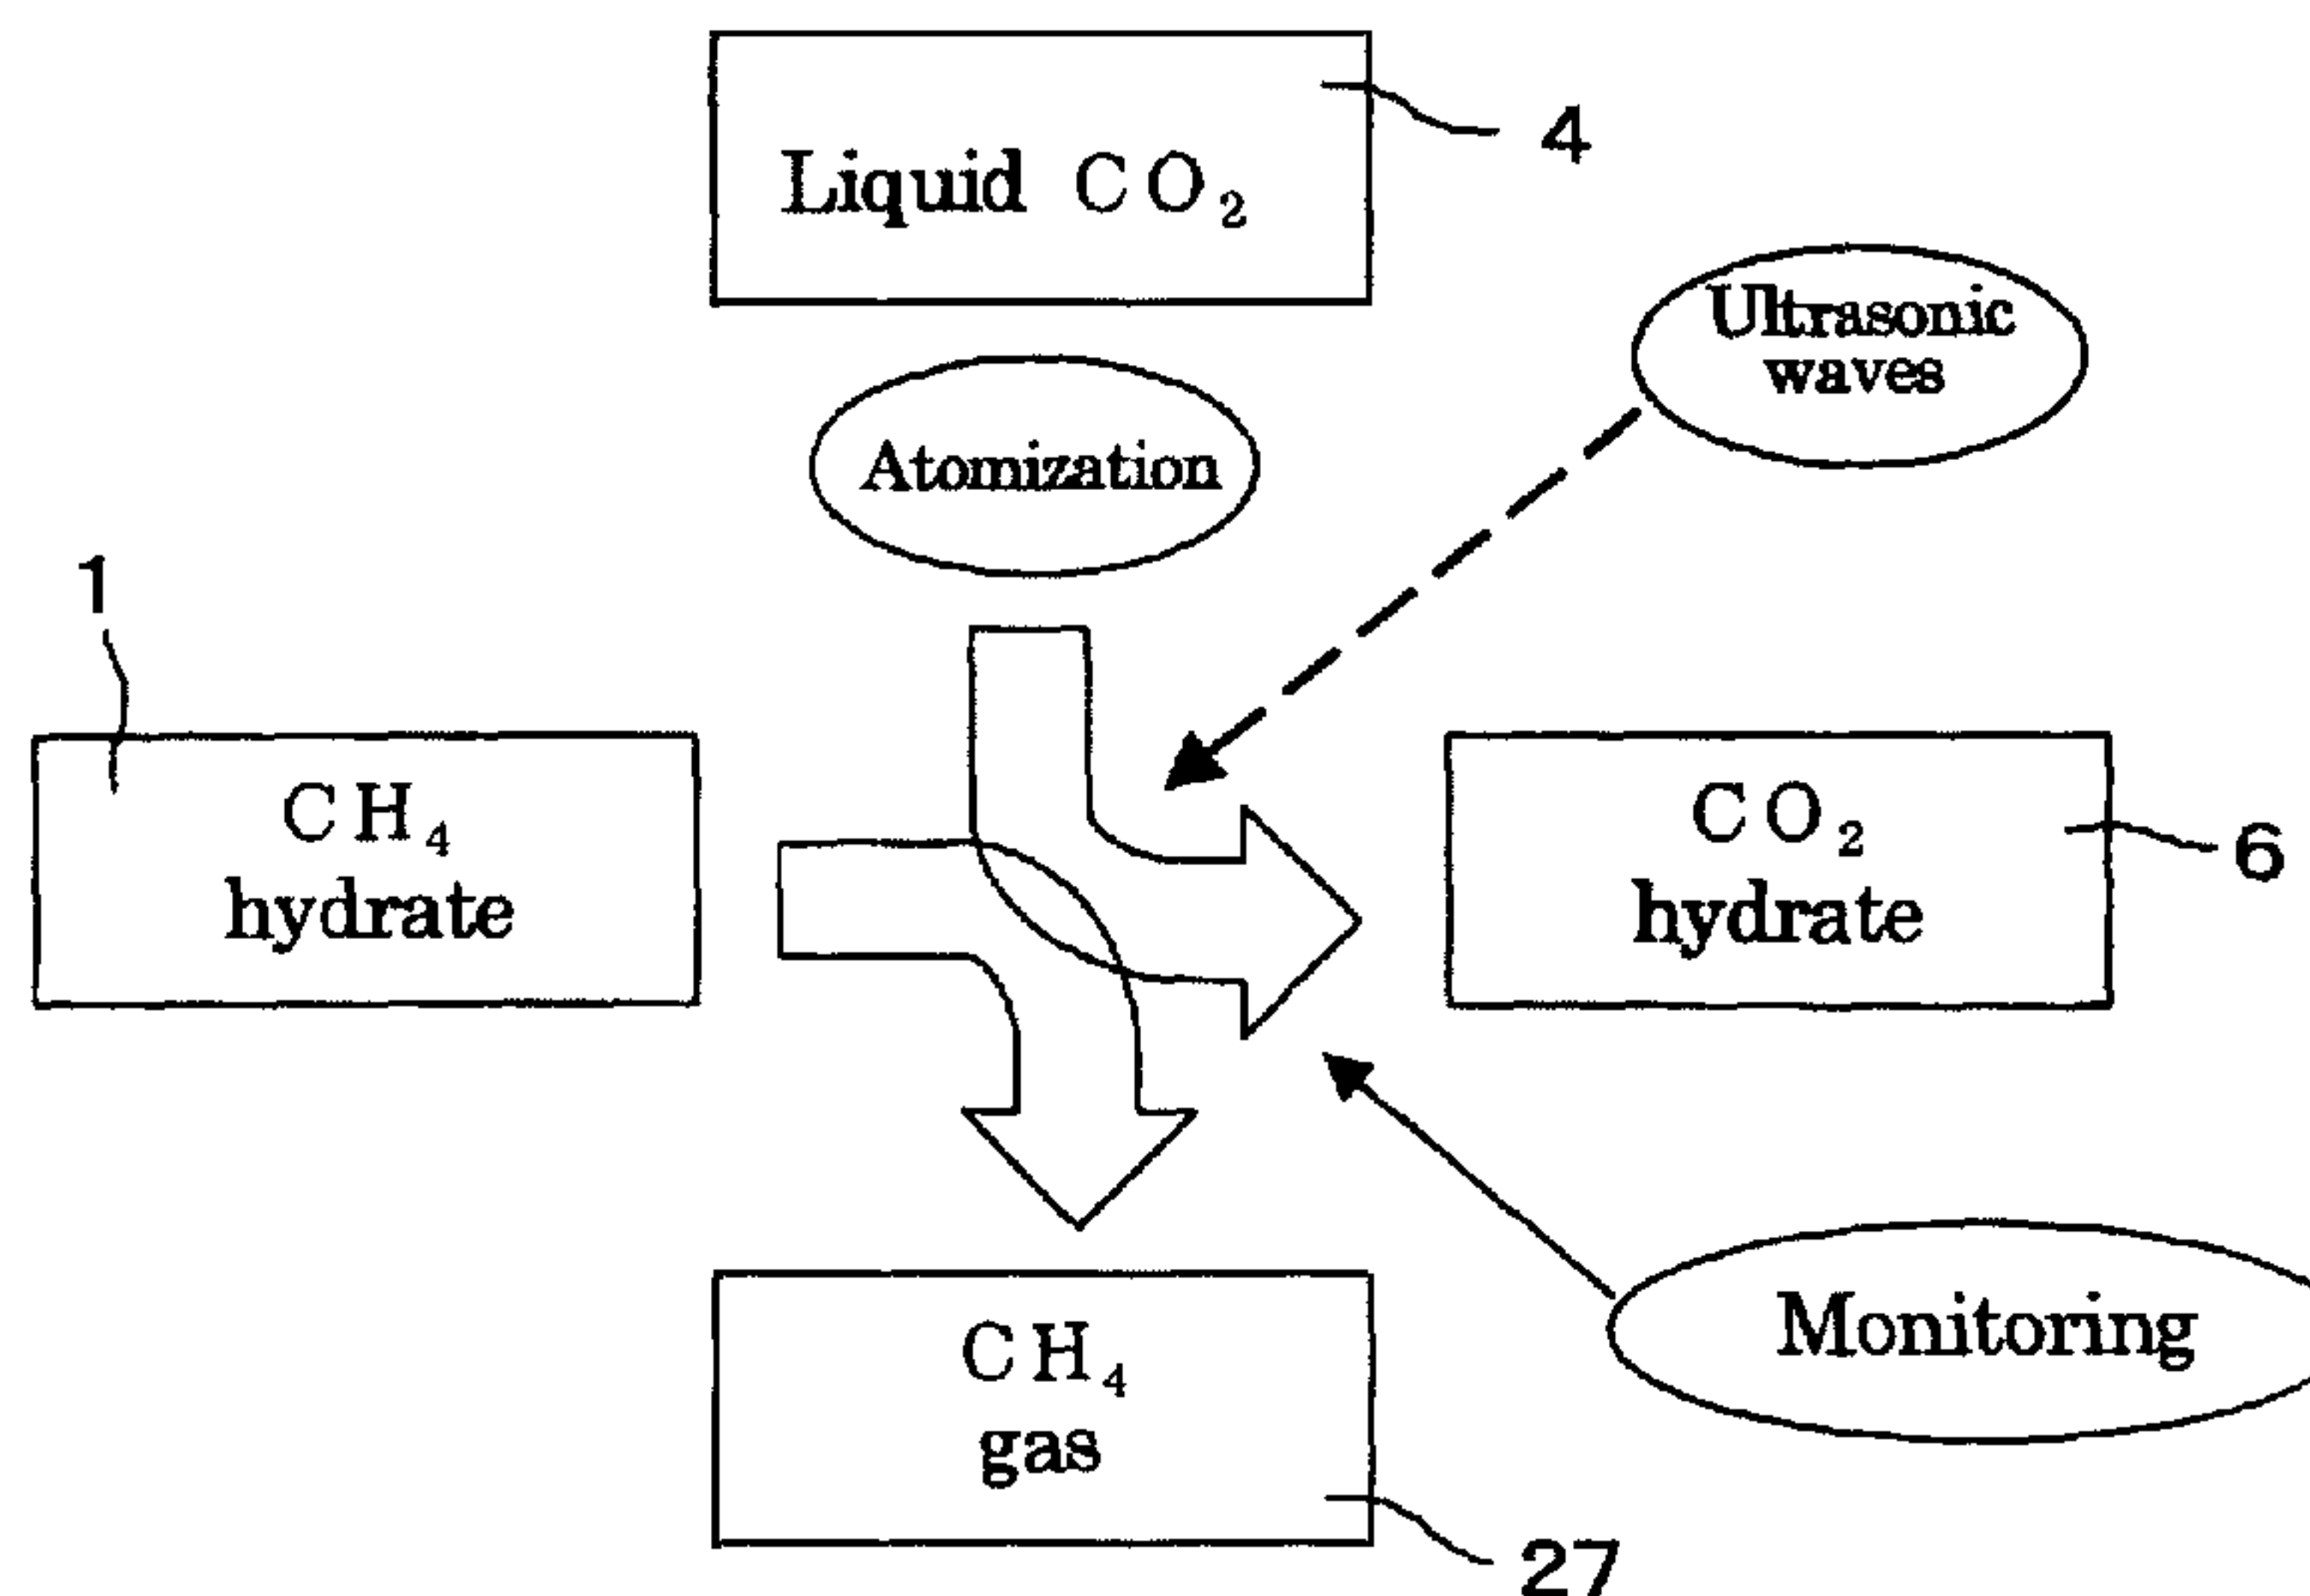 Liquid CO₂
4
Ultrasonic
waves
Atomization
1
CH₄
hydrate
CO₂
hydrate
6
Monitoring
CH₄
gas
27